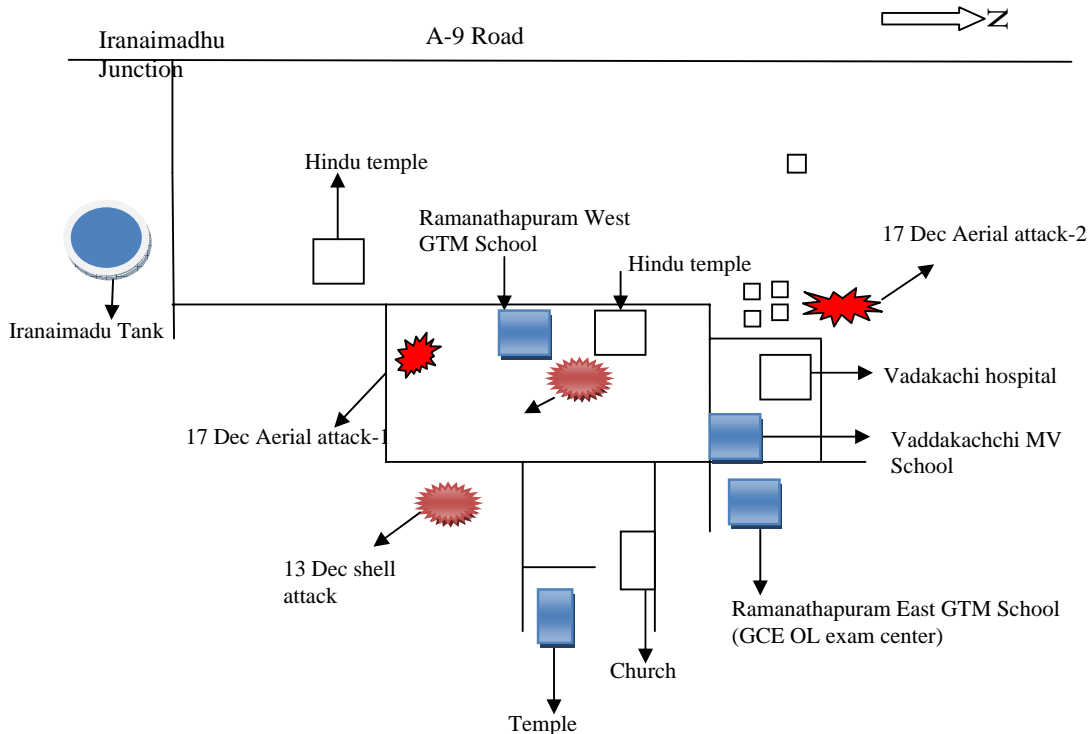 Iranaimadhu
Junction
A-9 Road
N
Hindu temple
Ramanathapuram West
GTM School
17 Dec Aerial attack-2
Hindu temple
Iranaimadu Tank
Vadakachi hospital
17 Dec Aerial attack-1
Vaddakachchi MV
School
13 Dec shell
attack
Ramanathapuram East GTM School
(GCE OL exam center)
Church
Temple